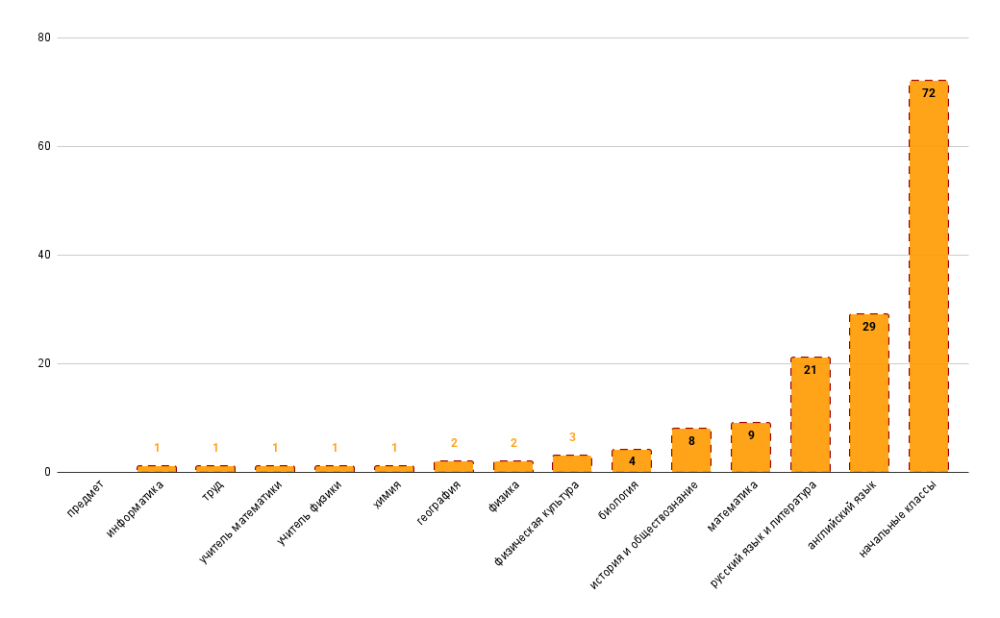 80
60
40
20
0
1
1
1
1
1
2
2
3
4
8
9
21
29
72
предмет
информатика
труд
учитель математики
учитель физики
химия
география
физика
физическая культура
биология
история и обществознание
математика
русский язык и литература
английский язык
начальные классы